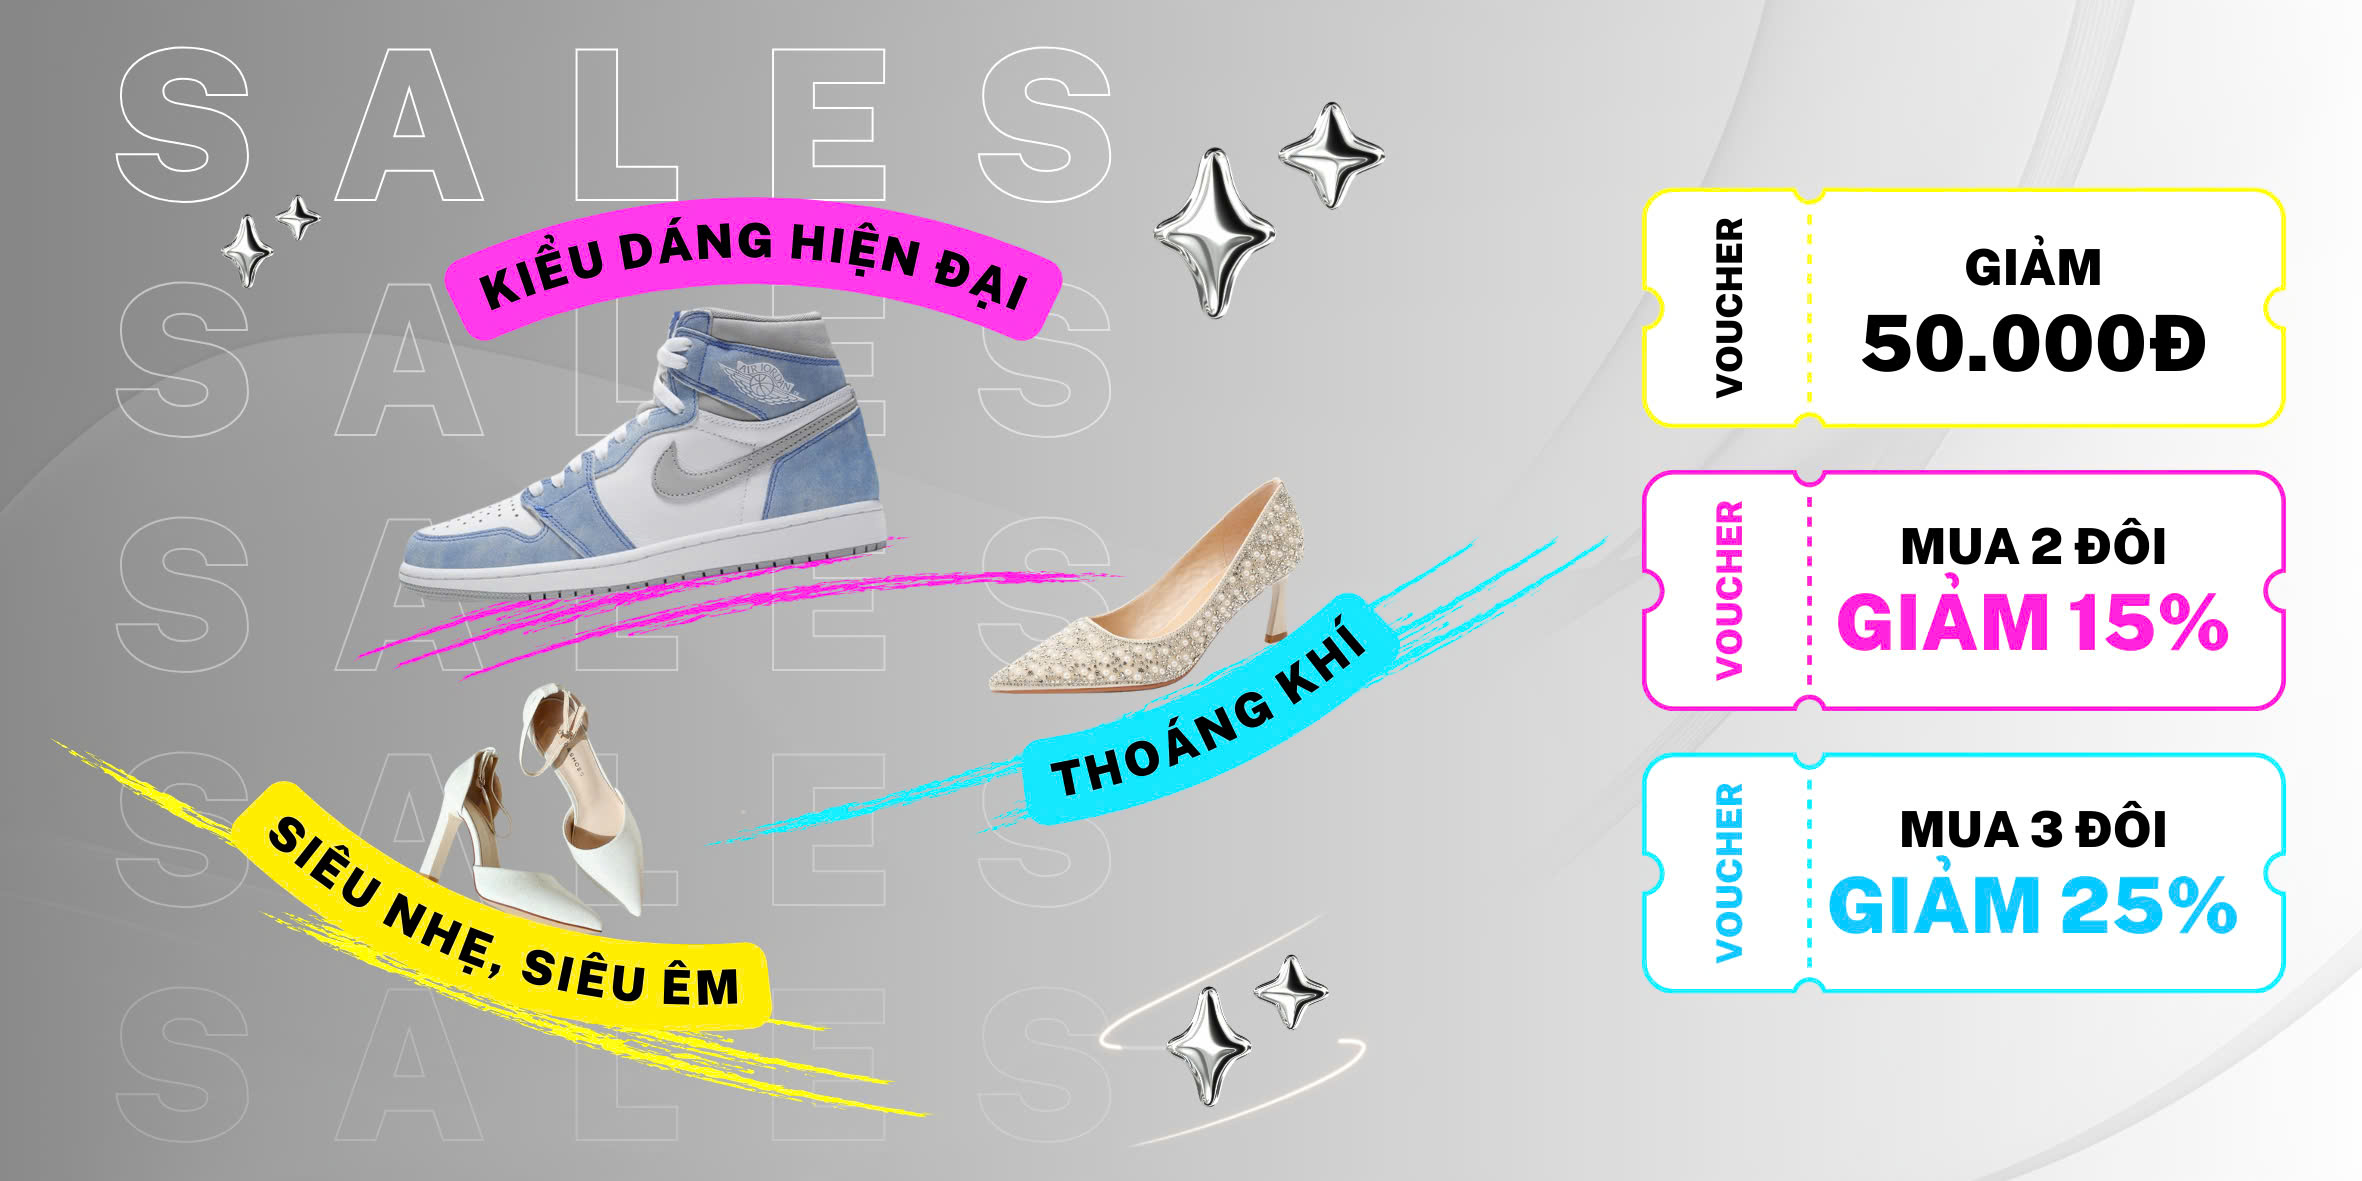 SALES
KIỂU DÁNG HIỆN ĐẠI
SALES
AIR JORDAN
SALES
THOÁNG KHÍ
SALES
SIÊU NHẸ, SIÊU ÊM
SALES
VOUCHER
GIẢM
50.000Đ
VOUCHER
MUA 2 ĐÔI
GIẢM 15%
VOUCHER
MUA 3 ĐÔI
GIẢM 25%